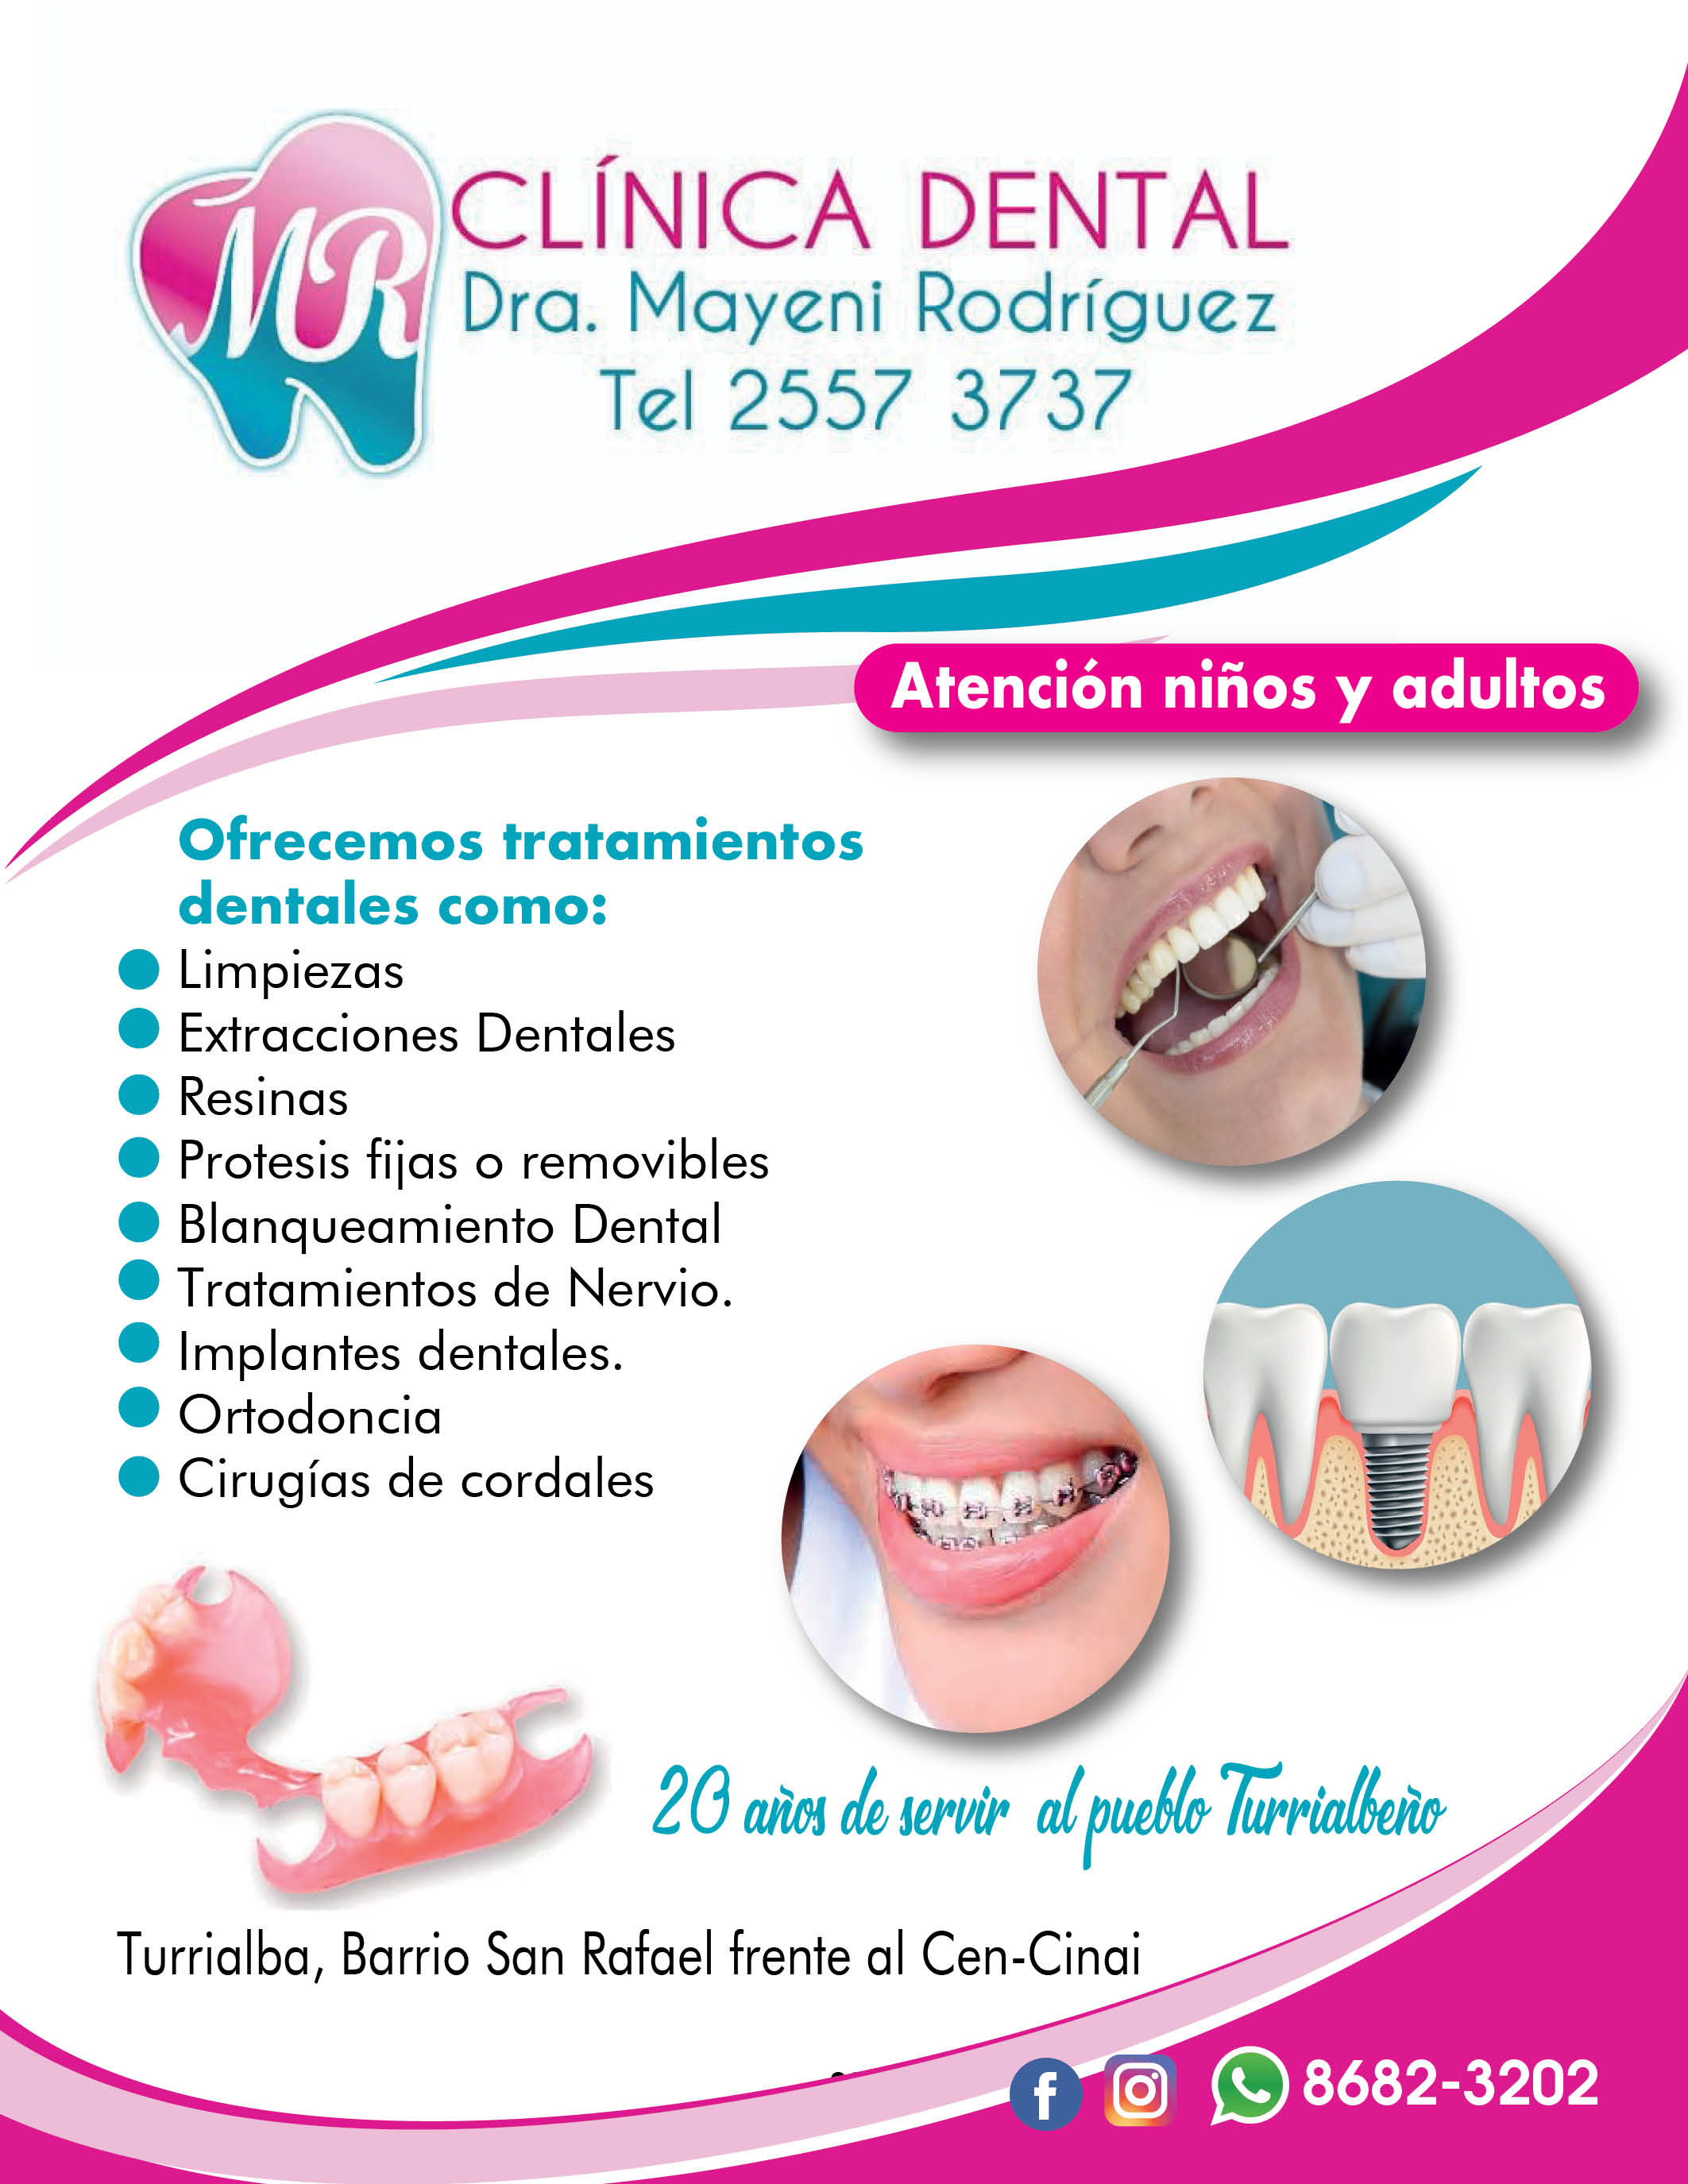 MR
CLÍNICA DENTAL
Dra. Mayeni Rodríguez
Tel 2557 3737
Atención niños y adultos
Ofrecemos tratamientos
dentales como:
Limpiezas
Extracciones Dentales
Resinas
Protesis fijas o removibles
Blanqueamiento Dental
Tratamientos de Nervio.
Implantes dentales.
Ortodoncia
Cirugías de cordales
20 años de servir al pueblo Turrialbeño
Turrialba, Barrio San Rafael frente al Cen-Cinai
8682-3202